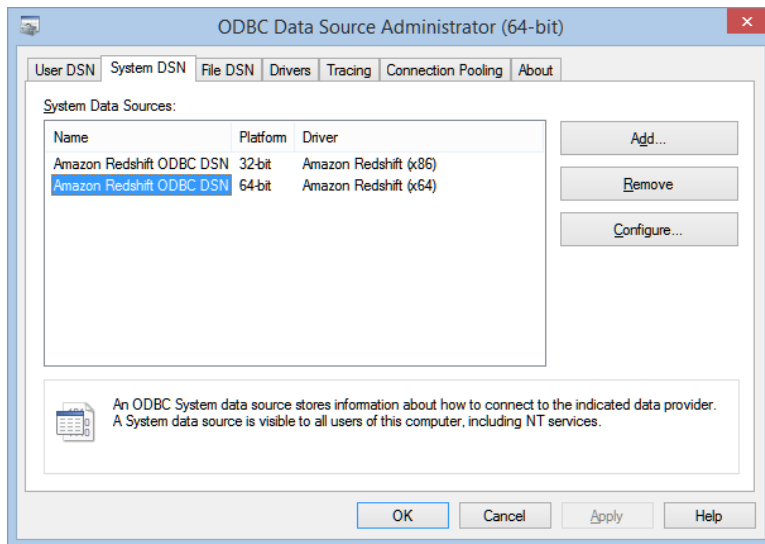 ODBC Data Source Administrator (64-bit)
User DSN System DSN File DSN Drivers Tracing Connection Pooling About
System Data Sources:
Name Platform Driver
Amazon Redshift ODBC DSN 32-bit Amazon Redshift (x86)
Amazon Redshift ODBC DSN 64-bit Amazon Redshift (x64)
Add...
Remove
Configure...
An ODBC System data source stores information about how to connect to the indicated data provider.
A System data source is visible to all users of this computer, including NT services.
OK Cancel Apply Help